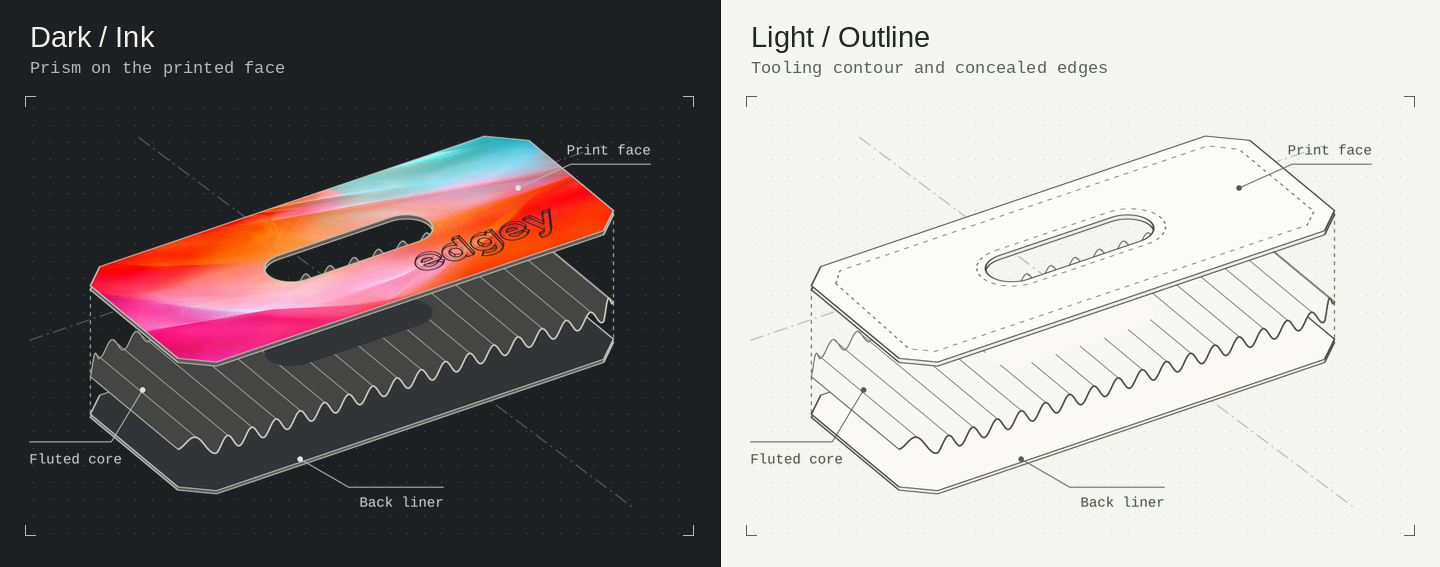 Dark / Ink
Prism on the printed face
Print face
edgey
Fluted core
Back liner
Light / Outline
Tooling contour and concealed edges
Print face
Fluted core
Back liner